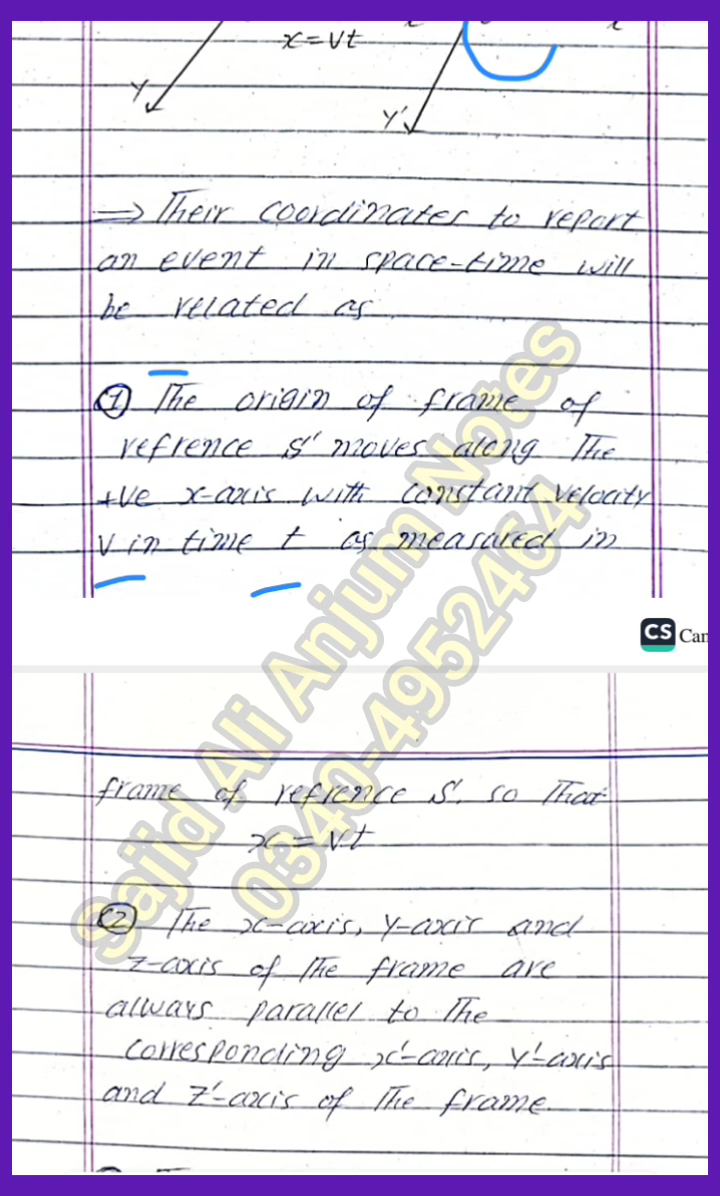 x=vt
Y
Y'
⇒ Their coordinates to report
an event in space-time will
be related as
(1) The origin of frame of
refrence S' moves along The
+ve x-axis with constant velocity
V in time t as measured in
CS Cam
frame of refrence S. so That
x = vt
(2) The x-axis, Y-axis and
Z-axis of The frame are
always parallel to The
corresponding x'-axis, Y'-axis
and Z'-axis of The frame.
Sajid Ali Anjum Notes
0340-4952464